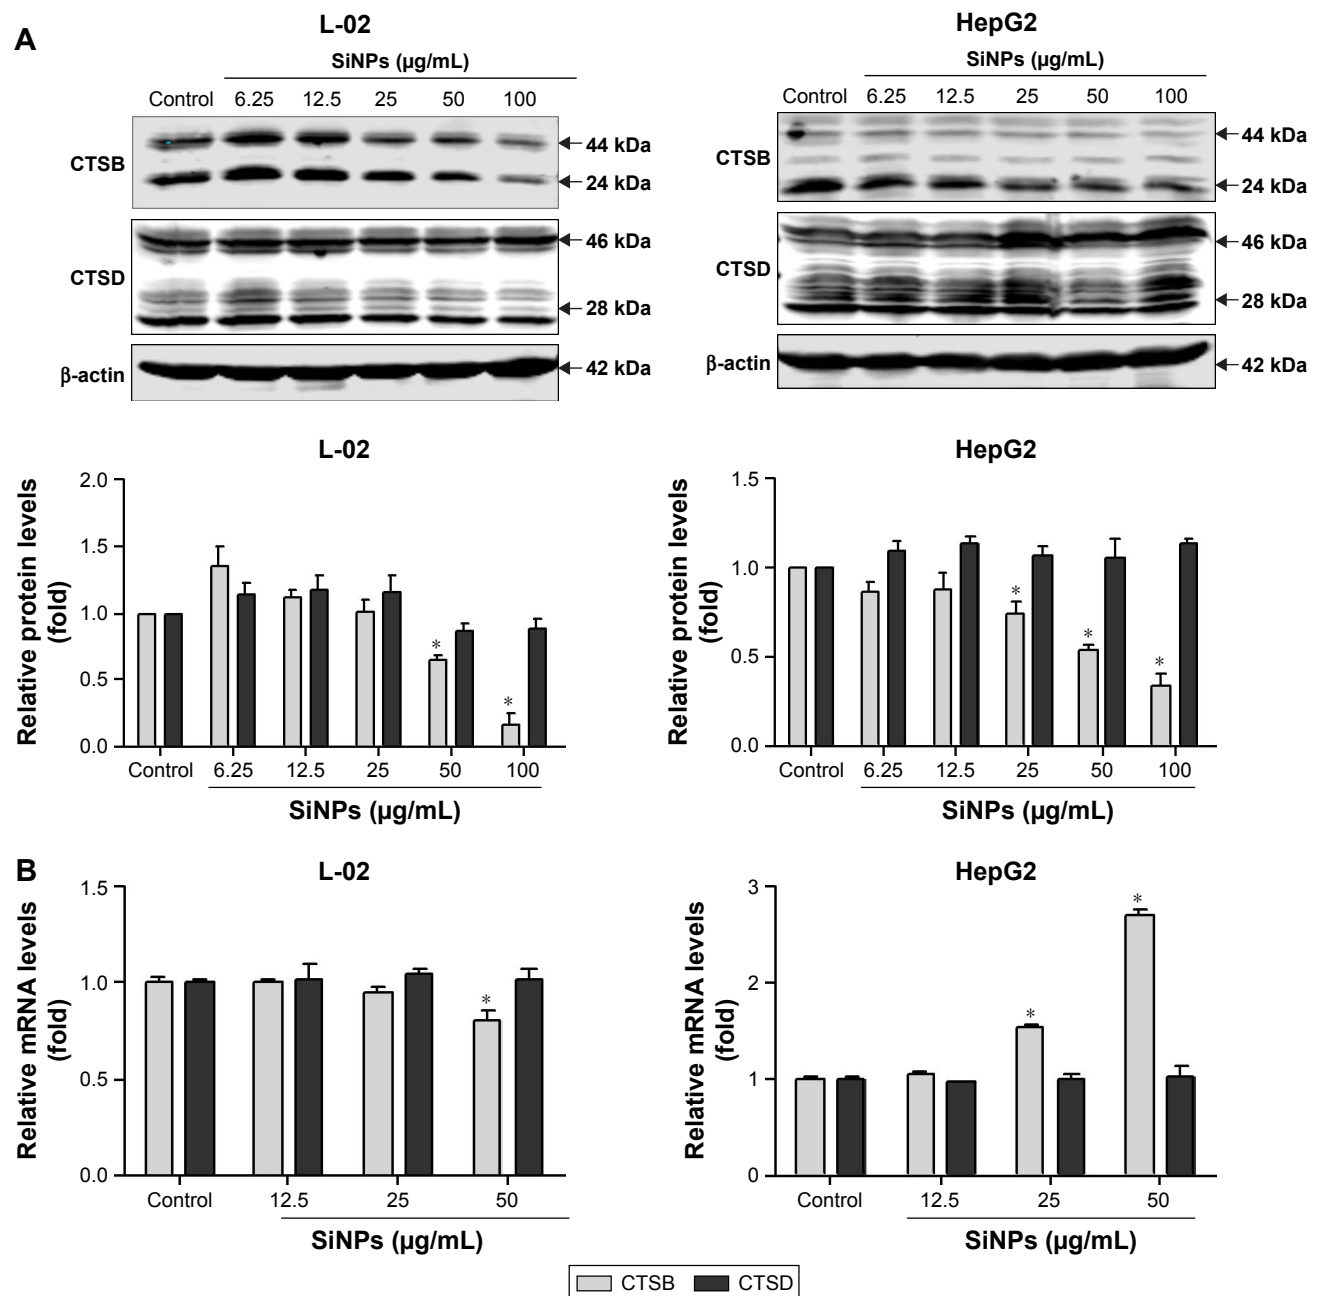 A
L-02
SiNPs (µg/mL)
Control 6.25 12.5 25 50 100
CTSB
44 kDa
24 kDa
CTSD
46 kDa
28 kDa
β-actin
42 kDa
HepG2
SiNPs (µg/mL)
Control 6.25 12.5 25 50 100
CTSB
44 kDa
24 kDa
CTSD
46 kDa
28 kDa
β-actin
42 kDa
L-02
Relative protein levels
(fold)
2.0
1.5
1.0
0.5
0.0
*
*
Control 6.25 12.5 25 50 100
SiNPs (µg/mL)
HepG2
Relative protein levels
(fold)
1.5
1.0
0.5
0.0
*
*
*
Control 6.25 12.5 25 50 100
SiNPs (µg/mL)
B
L-02
Relative mRNA levels
(fold)
1.5
1.0
0.5
0.0
*
Control 12.5 25 50
SiNPs (µg/mL)
HepG2
Relative mRNA levels
(fold)
3
2
1
0
*
*
Control 12.5 25 50
SiNPs (µg/mL)
CTSB CTSD